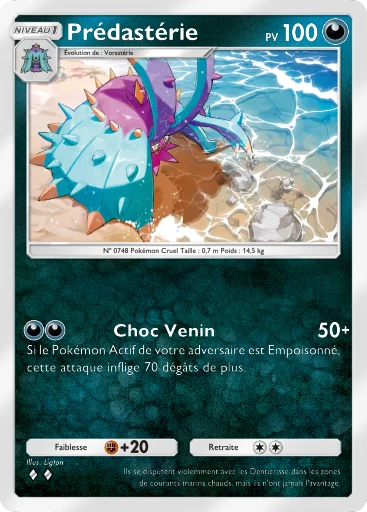 NIVEAU 1
Prédastérie
PV 100
Évolution de : Vorastérie
N° 0748 Pokémon Cruel Taille : 0,7 m Poids : 14,5 kg
Choc Venin 50+
Si le Pokémon Actif de votre adversaire est Empoisonné,
cette attaque inflige 70 dégâts de plus.
Faiblesse +20 Retraite
Illus. Ligton
Ils se disputent violemment avec les Denticrisse dans les zones
de courants marins chauds, mais ils n'ont jamais l'avantage.